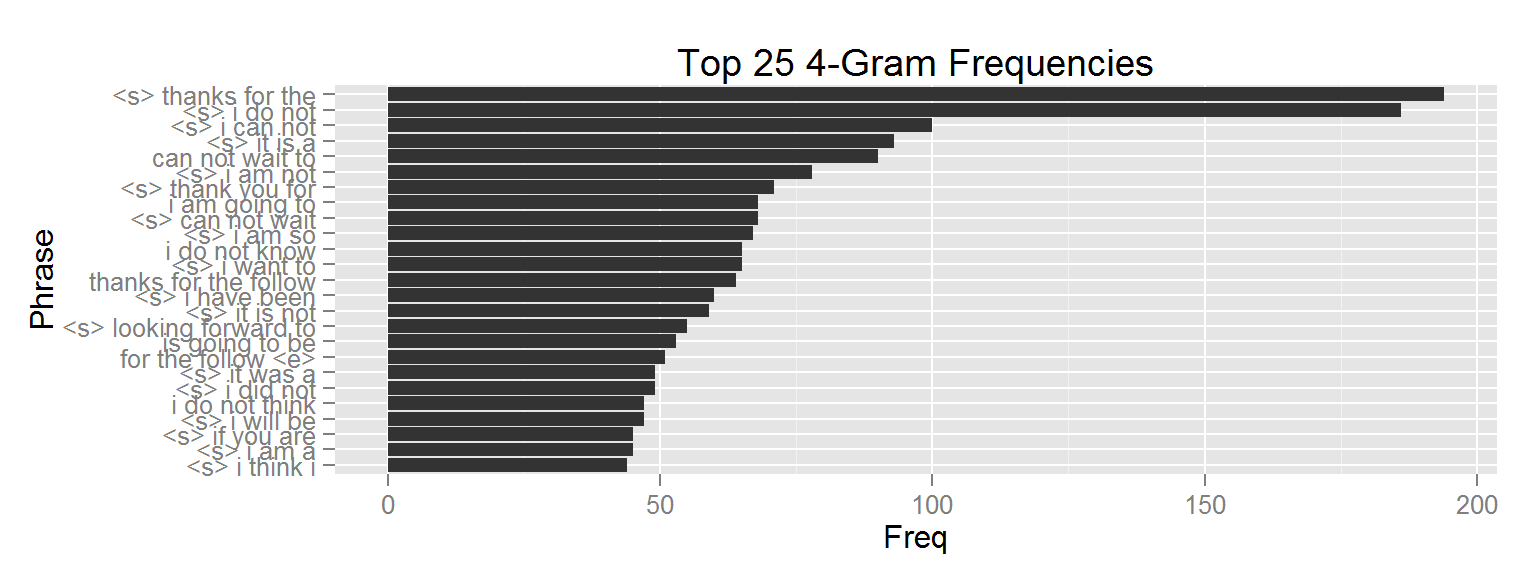 Top 25 4-Gram Frequencies
<s> thanks for the
<s> i do not
<s> i can not
<s> it is a
can not wait to
<s> i am not
<s> thank you for
i am going to
<s> can not wait
<s> i am so
i do not know
<s> i want to
thanks for the follow
<s> i have been
<s> it is not
<s> looking forward to
is going to be
for the follow <e>
<s> it was a
<s> i did not
i do not think
<s> i will be
<s> if you are
<s> i am a
<s> i think i
Phrase
0 50 100 150 200
Freq